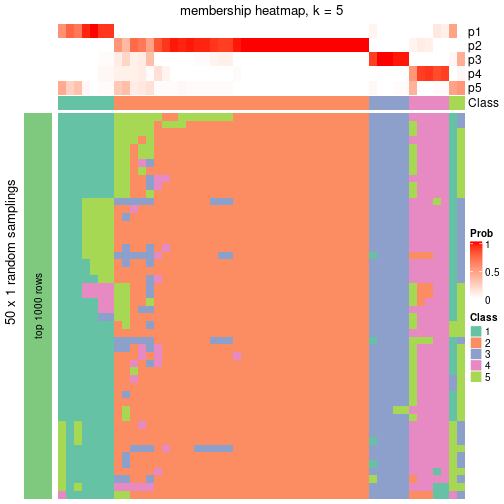 membership heatmap, k = 5
p1
p2
p3
p4
p5
Class
50 x 1 random samplings
top 1000 rows
Prob
1
0.5
0
Class
1
2
3
4
5